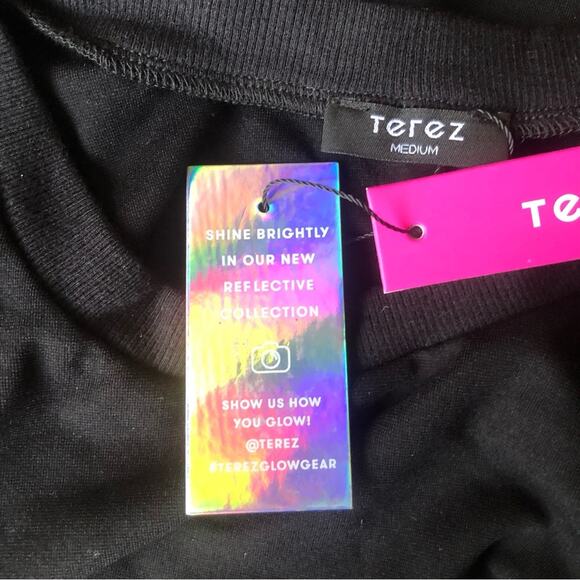 Terez
MEDIUM
Te
SHINE BRIGHTLY
IN OUR NEW
REFLECTIVE
COLLECTION
SHOW US HOW
YOU GLOW!
@TEREZ
#TEREZGLOWGEAR